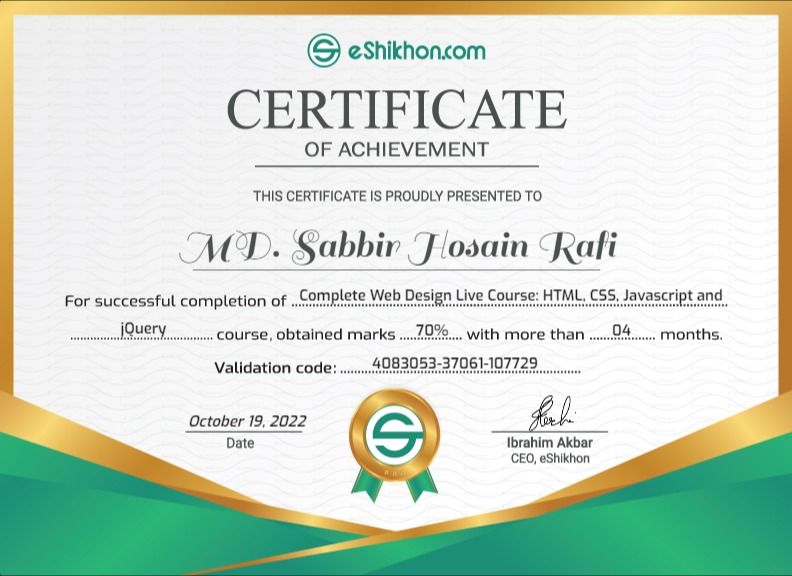 eShikhon.com
CERTIFICATE
OF ACHIEVEMENT
THIS CERTIFICATE IS PROUDLY PRESENTED TO
MD. Sabbir Hosain Rafi
For successful completion of Complete Web Design Live Course: HTML, CSS, Javascript and
jQuery course, obtained marks 70% with more than 04 months.
Validation code: 4083053-37061-107729
October 19, 2022
Date
Ibrahim Akbar
CEO, eShikhon